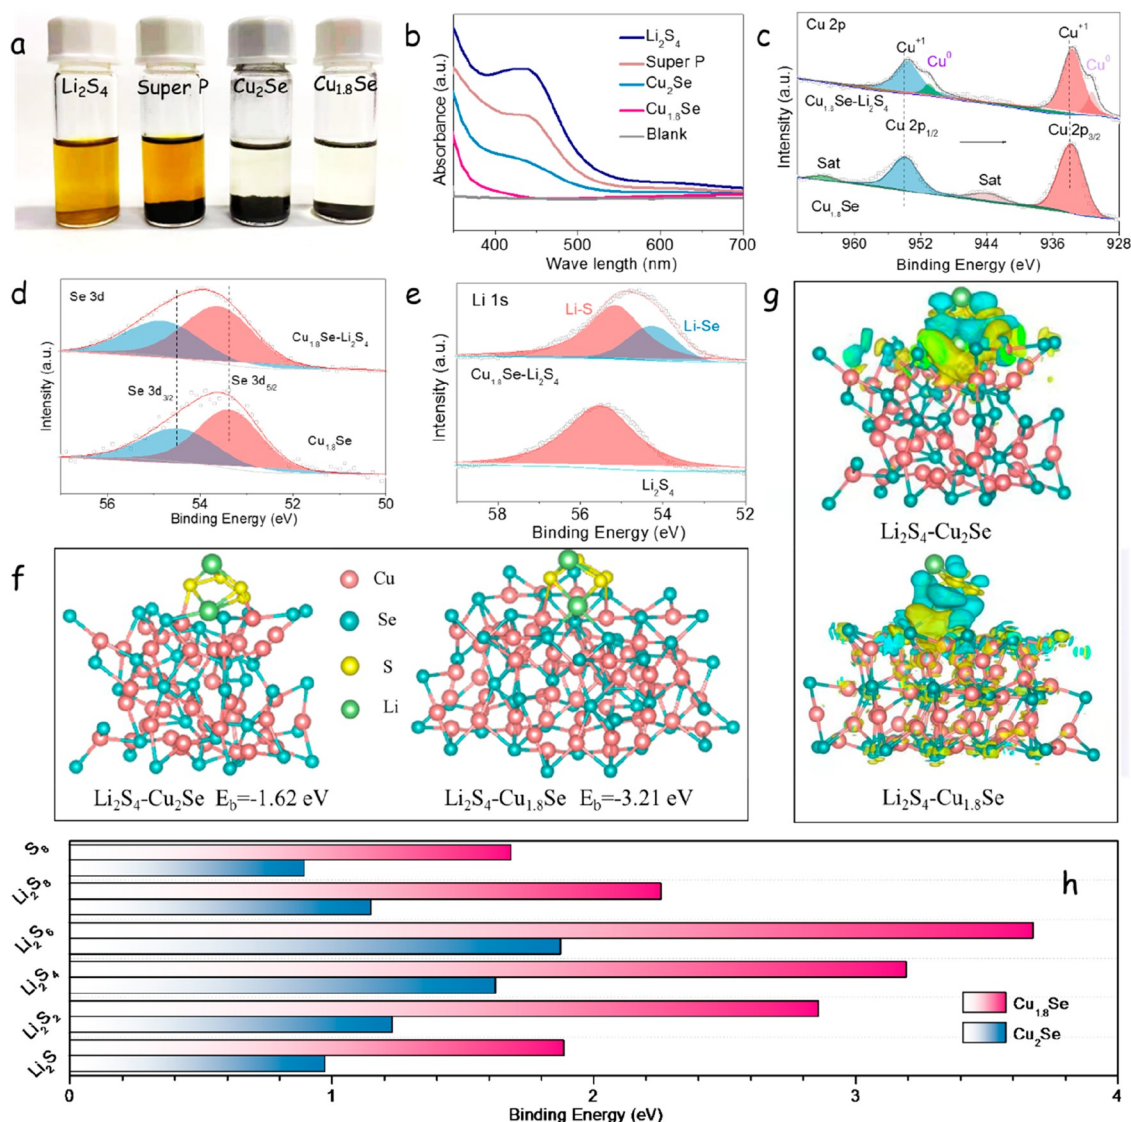 a
Li₂S₄
Super P
Cu₂Se
Cu₁.₈Se
b
Absorbance (a.u.)
Li₂S₄
Super P
Cu₂Se
Cu₁.₈Se
Blank
400 500 600 700
Wave length (nm)
c
Intensity (a.u.)
Cu 2p
Cu⁺¹
Cu⁰
Cu⁺¹
Cu⁰
Cu₁.₈Se-Li₂S₄
Cu 2p₁/₂
Cu 2p₃/₂
Sat
Sat
Cu₁.₈Se
960 952 944 936 928
Binding Energy (eV)
d
Intensity (a.u.)
Se 3d
Cu₁.₈Se-Li₂S₄
Se 3d₃/₂
Se 3d₅/₂
Cu₁.₈Se
56 54 52 50
Binding Energy (eV)
e
Intensity (a.u.)
Li 1s
Li-S
Li-Se
Cu₁.₈Se-Li₂S₄
Li₂S₄
58 56 54 52
Binding Energy (eV)
g
Li₂S₄-Cu₂Se
Li₂S₄-Cu₁.₈Se
f
Cu
Se
S
Li
Li₂S₄-Cu₂Se E_b=-1.62 eV
Li₂S₄-Cu₁.₈Se E_b=-3.21 eV
h
S₈
Li₂S₈
Li₂S₆
Li₂S₄
Li₂S₂
Li₂S
Cu₁.₈Se
Cu₂Se
0 1 2 3 4
Binding Energy (eV)